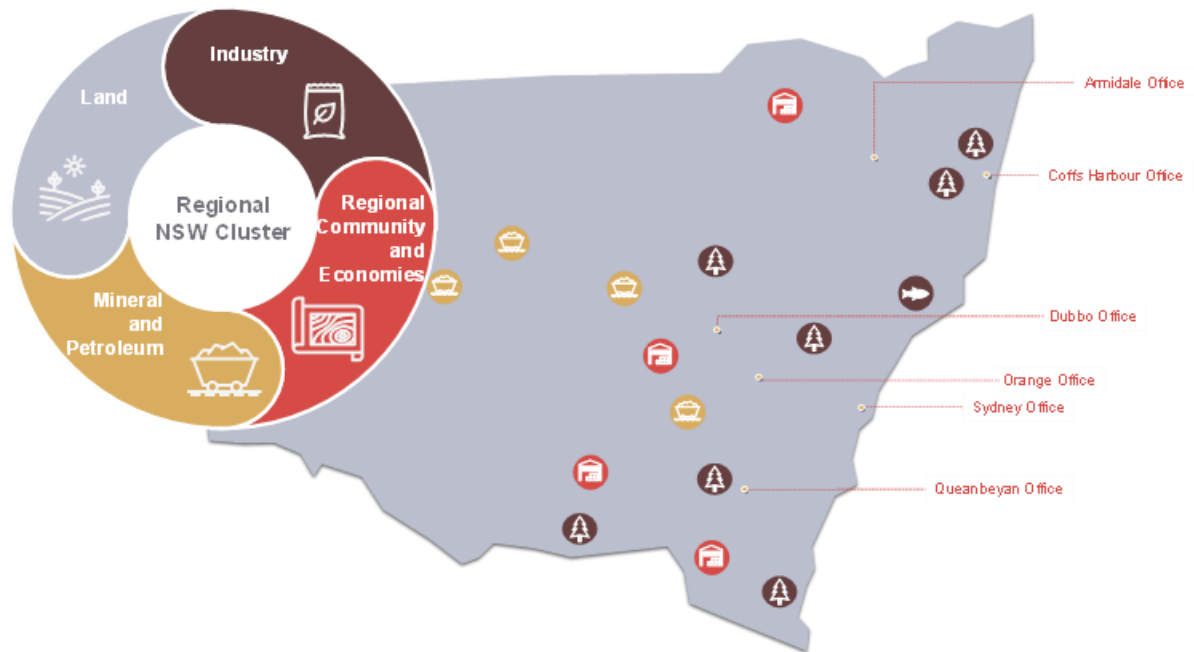 Industry
Land
Regional
NSW Cluster
Regional
Community
and
Economies
Mineral
and
Petroleum
Armidale Office
Coffs Harbour Office
Dubbo Office
Orange Office
Sydney Office
Queanbeyan Office